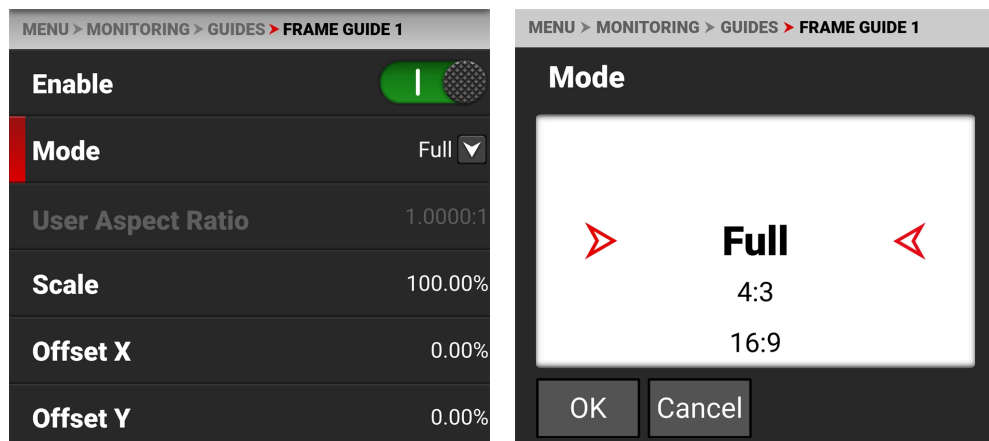 MENU > MONITORING > GUIDES > FRAME GUIDE 1
Enable
Mode Full
User Aspect Ratio 1.0000:1
Scale 100.00%
Offset X 0.00%
Offset Y 0.00%
MENU > MONITORING > GUIDES > FRAME GUIDE 1
Mode
Full
4:3
16:9
OK Cancel